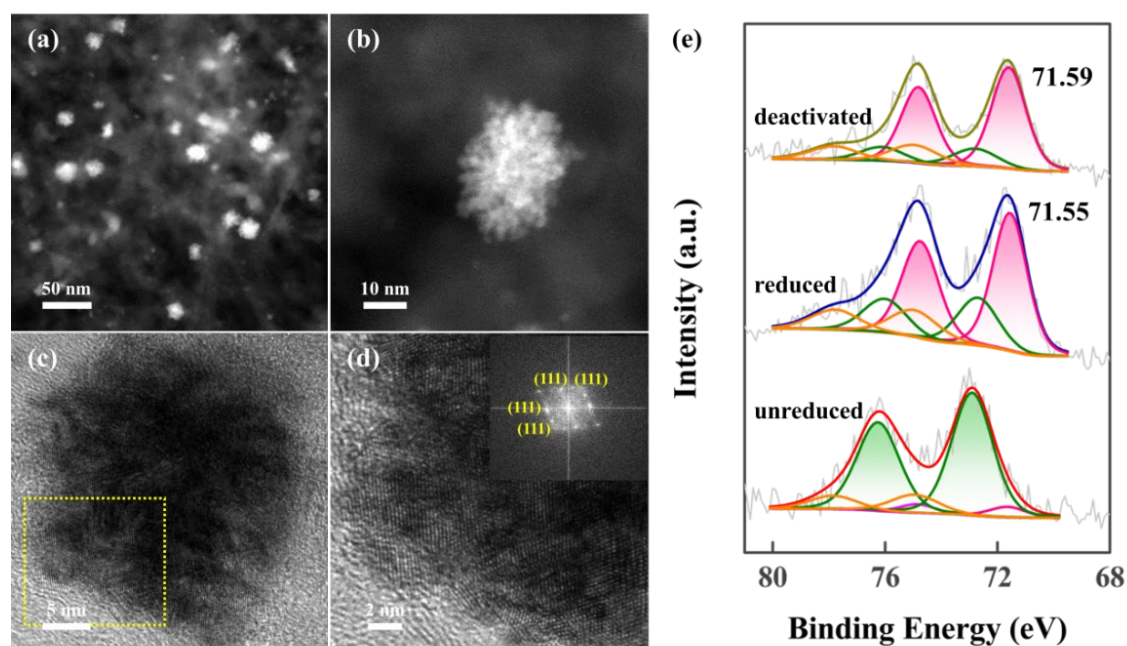 (a)
50 nm
(b)
10 nm
(c)
5 nm
(d)
(111) (111)
(111)
(111)
2 nm
(e)
Intensity (a.u.)
71.59
deactivated
71.55
reduced
unreduced
80 76 72 68
Binding Energy (eV)